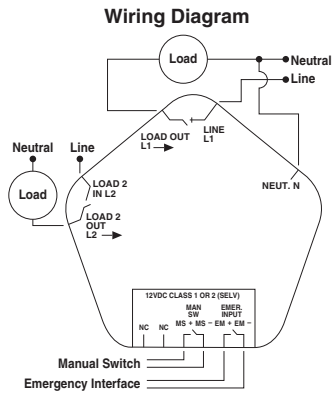 Wiring Diagram
Load
Neutral
Line
LOAD OUT
L1
LINE
L1
Neutral
Line
Load
LOAD 2
IN L2
LOAD 2
OUT
L2
NEUT. N
12VDC CLASS 1 OR 2 (SELV)
MAN
SW
EMER.
INPUT
NC NC MS + MS − EM + EM −
Manual Switch
Emergency Interface